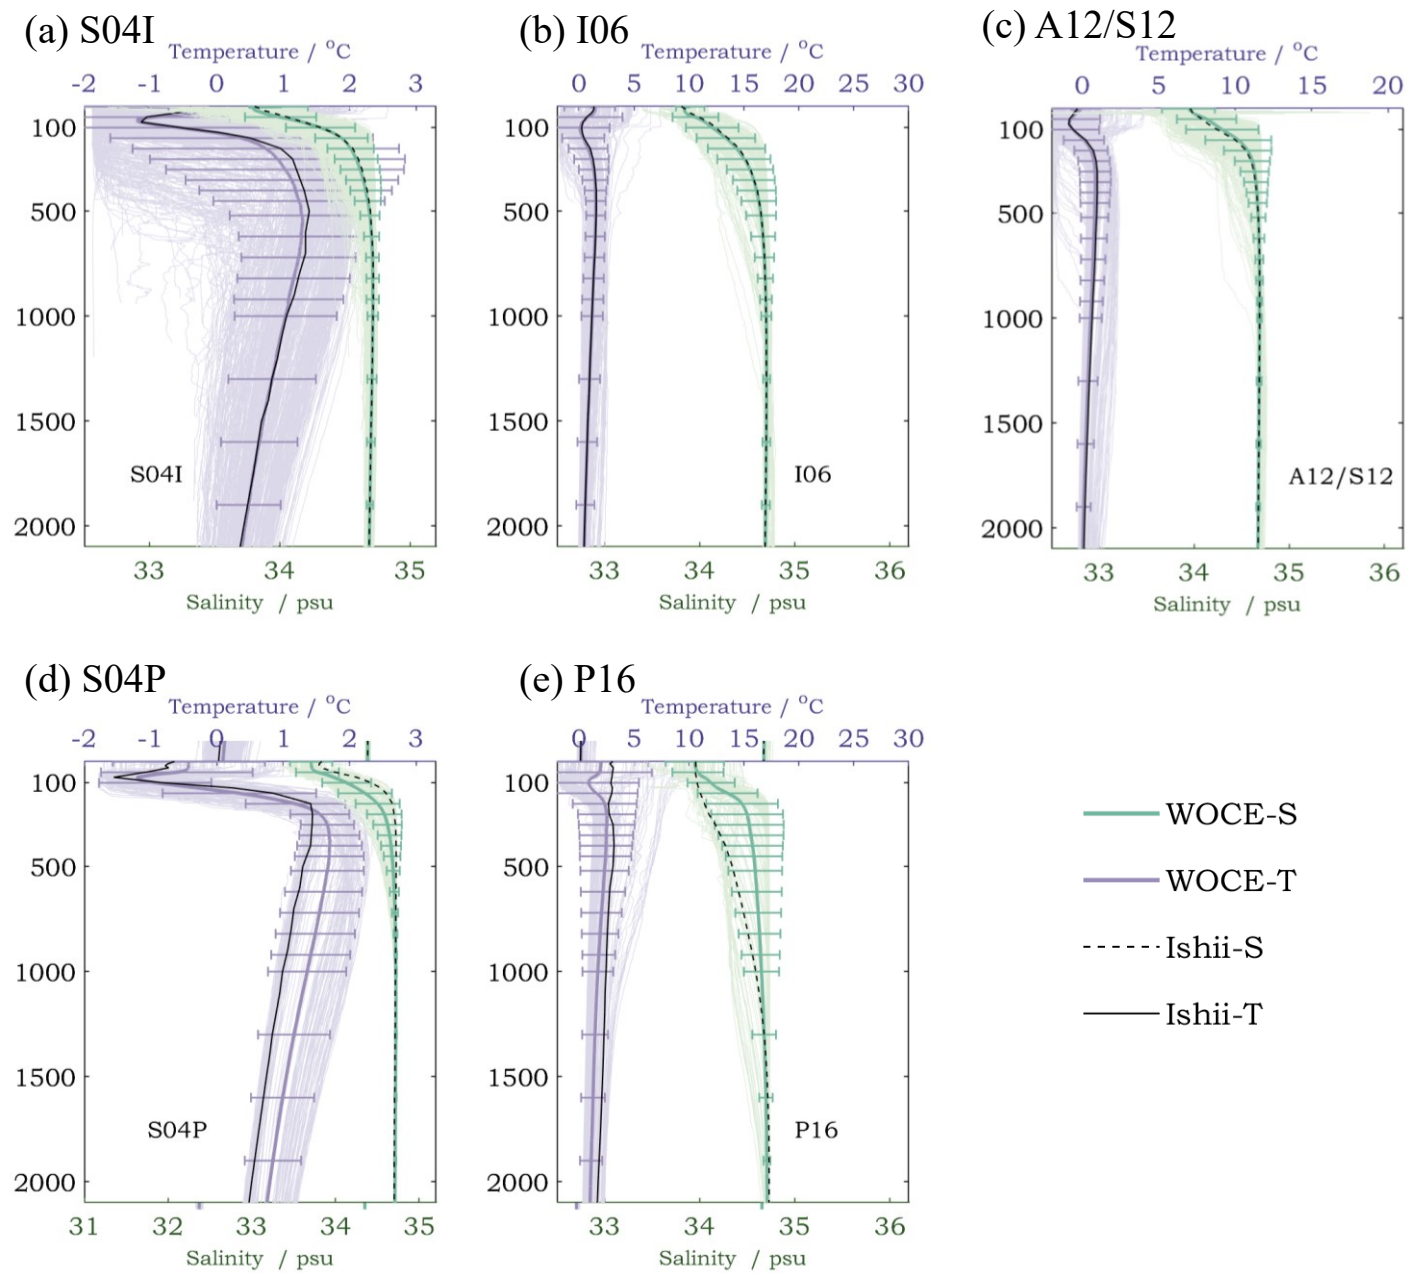 (a) S04I
Temperature / °C
-2 -1 0 1 2 3
100
500
1000
1500
2000
S04I
33 34 35
Salinity / psu
(b) I06
Temperature / °C
0 5 10 15 20 25 30
100
500
1000
1500
2000
I06
33 34 35 36
Salinity / psu
(c) A12/S12
Temperature / °C
0 5 10 15 20
100
500
1000
1500
2000
A12/S12
33 34 35 36
Salinity / psu
(d) S04P
Temperature / °C
-2 -1 0 1 2 3
100
500
1000
1500
2000
S04P
31 32 33 34 35
Salinity / psu
(e) P16
Temperature / °C
0 5 10 15 20 25 30
100
500
1000
1500
2000
P16
33 34 35 36
Salinity / psu
WOCE-S
WOCE-T
Ishii-S
Ishii-T